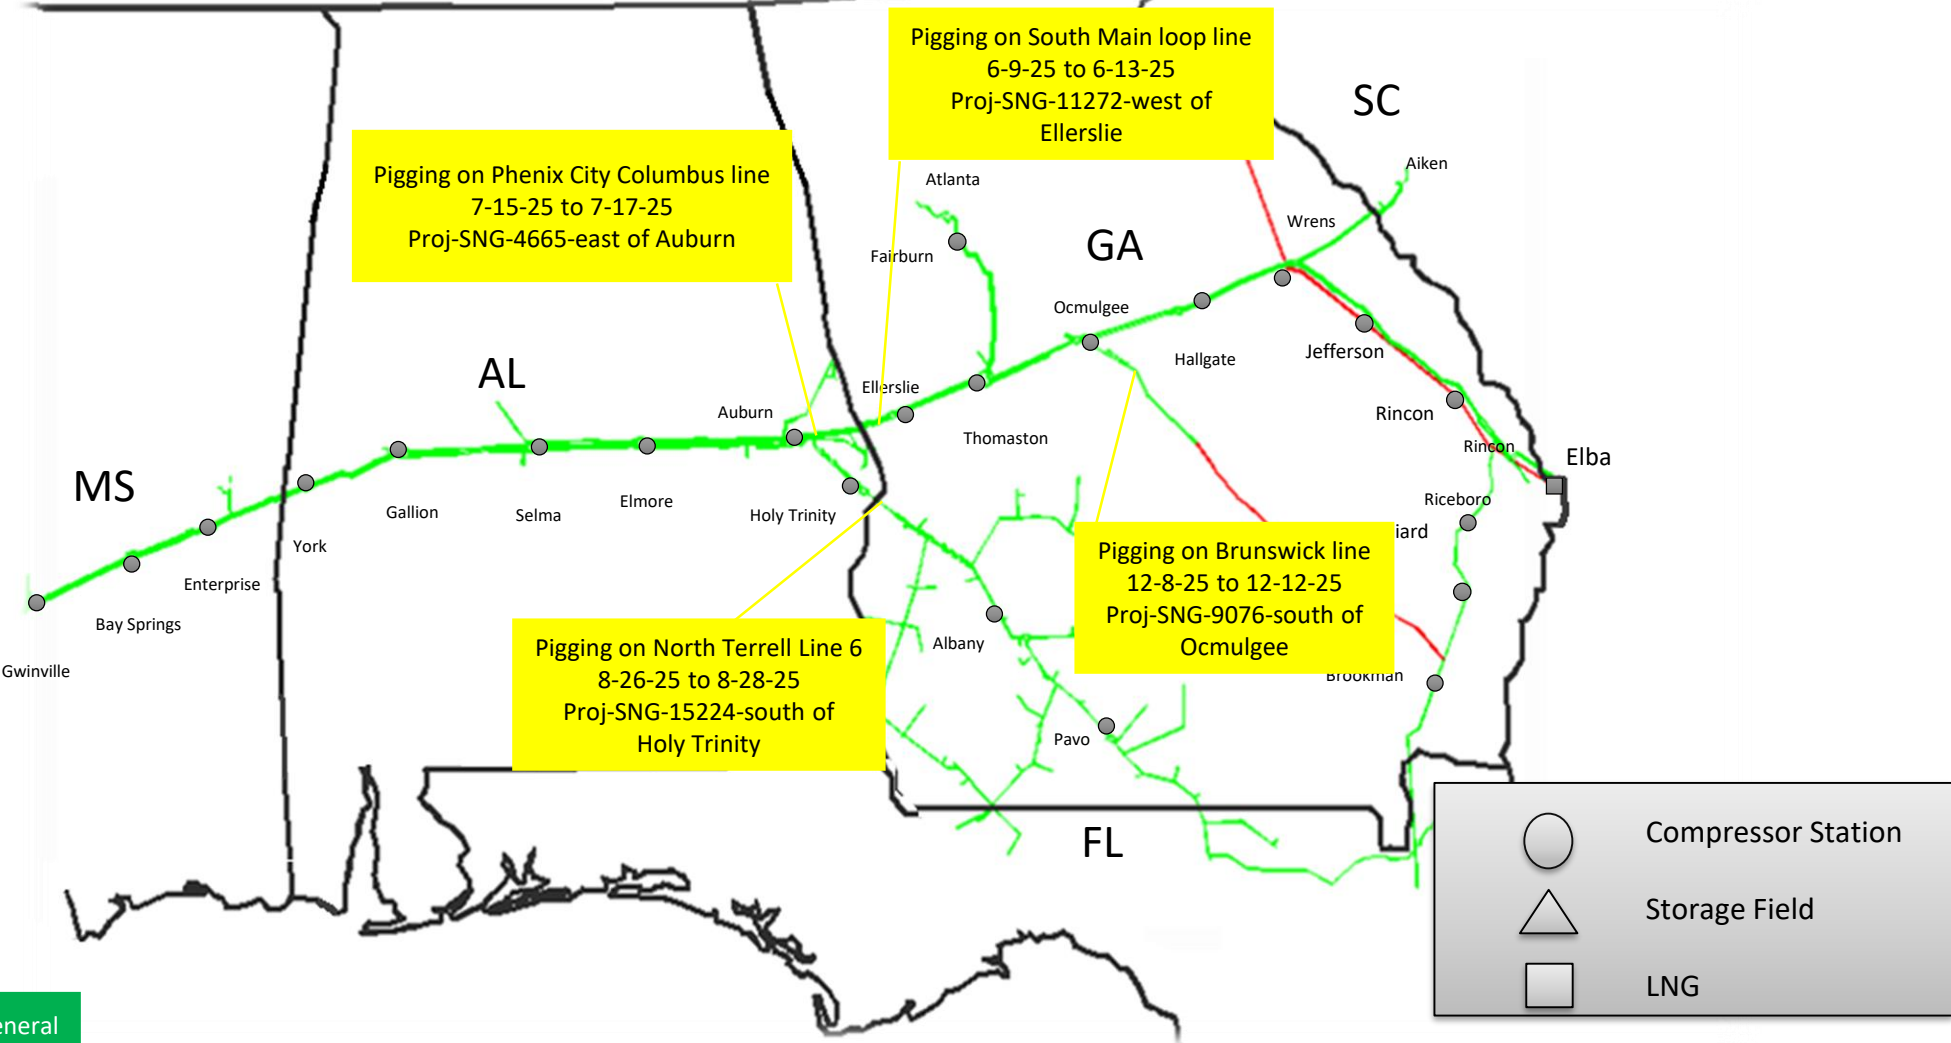 Pigging on South Main loop line
6-9-25 to 6-13-25
Proj-SNG-11272-west of
Ellerslie
SC
Aiken
Pigging on Phenix City Columbus line
7-15-25 to 7-17-25
Proj-SNG-4665-east of Auburn
Atlanta
Wrens
Fairburn
GA
Ocmulgee
Hallgate
Jefferson
AL
Ellerslie
Auburn
Rincon
Thomaston
Rincon
Elba
MS
Gallion
Selma
Elmore
Holy Trinity
Riceboro
iard
York
Enterprise
Bay Springs
Gwinville
Pigging on Brunswick line
12-8-25 to 12-12-25
Proj-SNG-9076-south of
Ocmulgee
Albany
Brookman
Pigging on North Terrell Line 6
8-26-25 to 8-28-25
Proj-SNG-15224-south of
Holy Trinity
Pavo
FL
Compressor Station
Storage Field
LNG
eneral